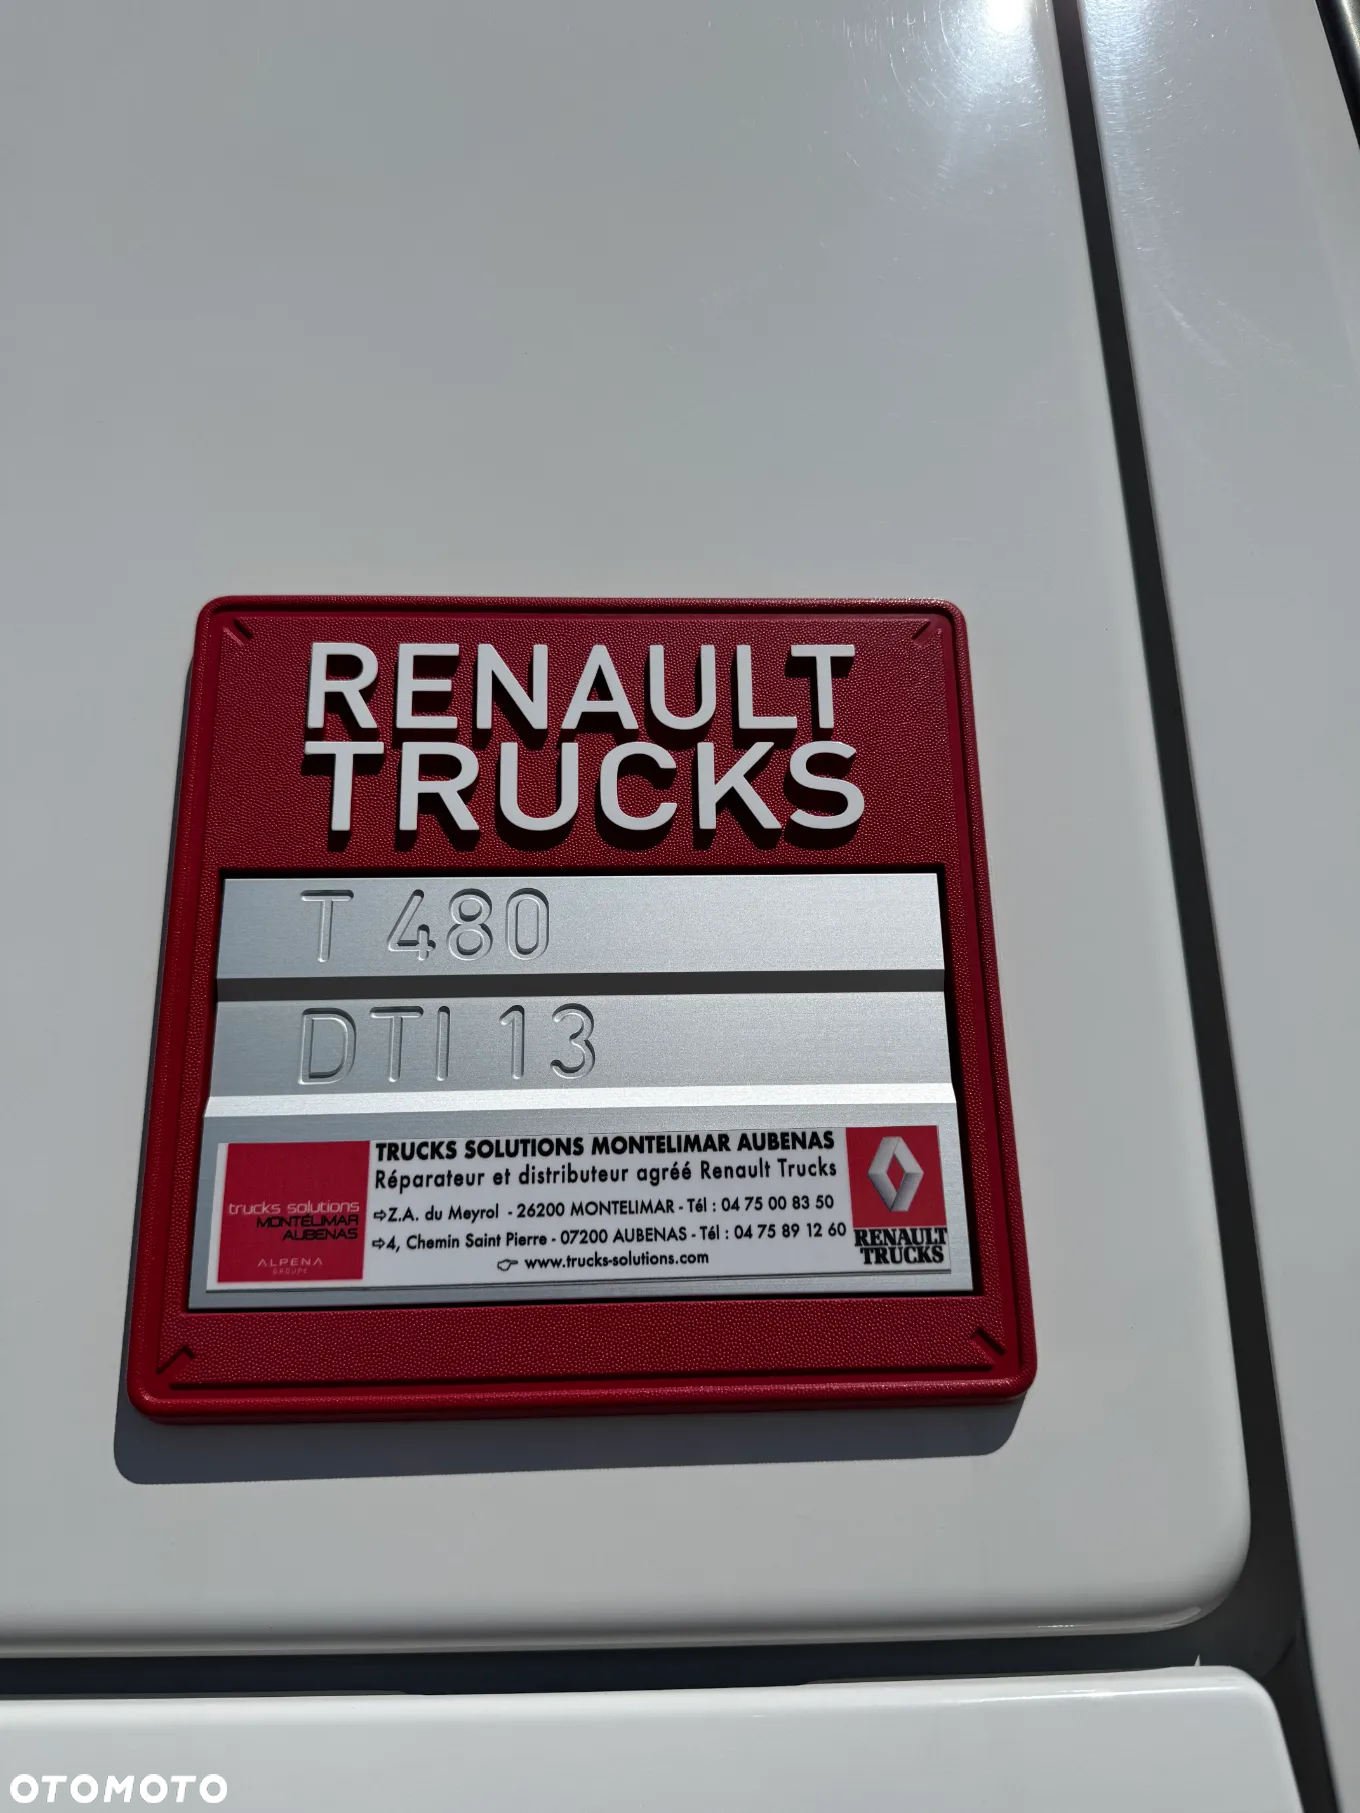 RENAULT
TRUCKS
T 480
DTI 13
trucks solutions
MONTÉLIMAR
AUBENAS
ALPENA
GROUPE
TRUCKS SOLUTIONS MONTELIMAR AUBENAS
Réparateur et distributeur agréé Renault Trucks
⇨Z.A. du Meyrol - 26200 MONTELIMAR - Tél : 04 75 00 83 50
⇨4, Chemin Saint Pierre - 07200 AUBENAS - Tél : 04 75 89 12 60
☞ www.trucks-solutions.com
RENAULT
TRUCKS
OTOMOTO